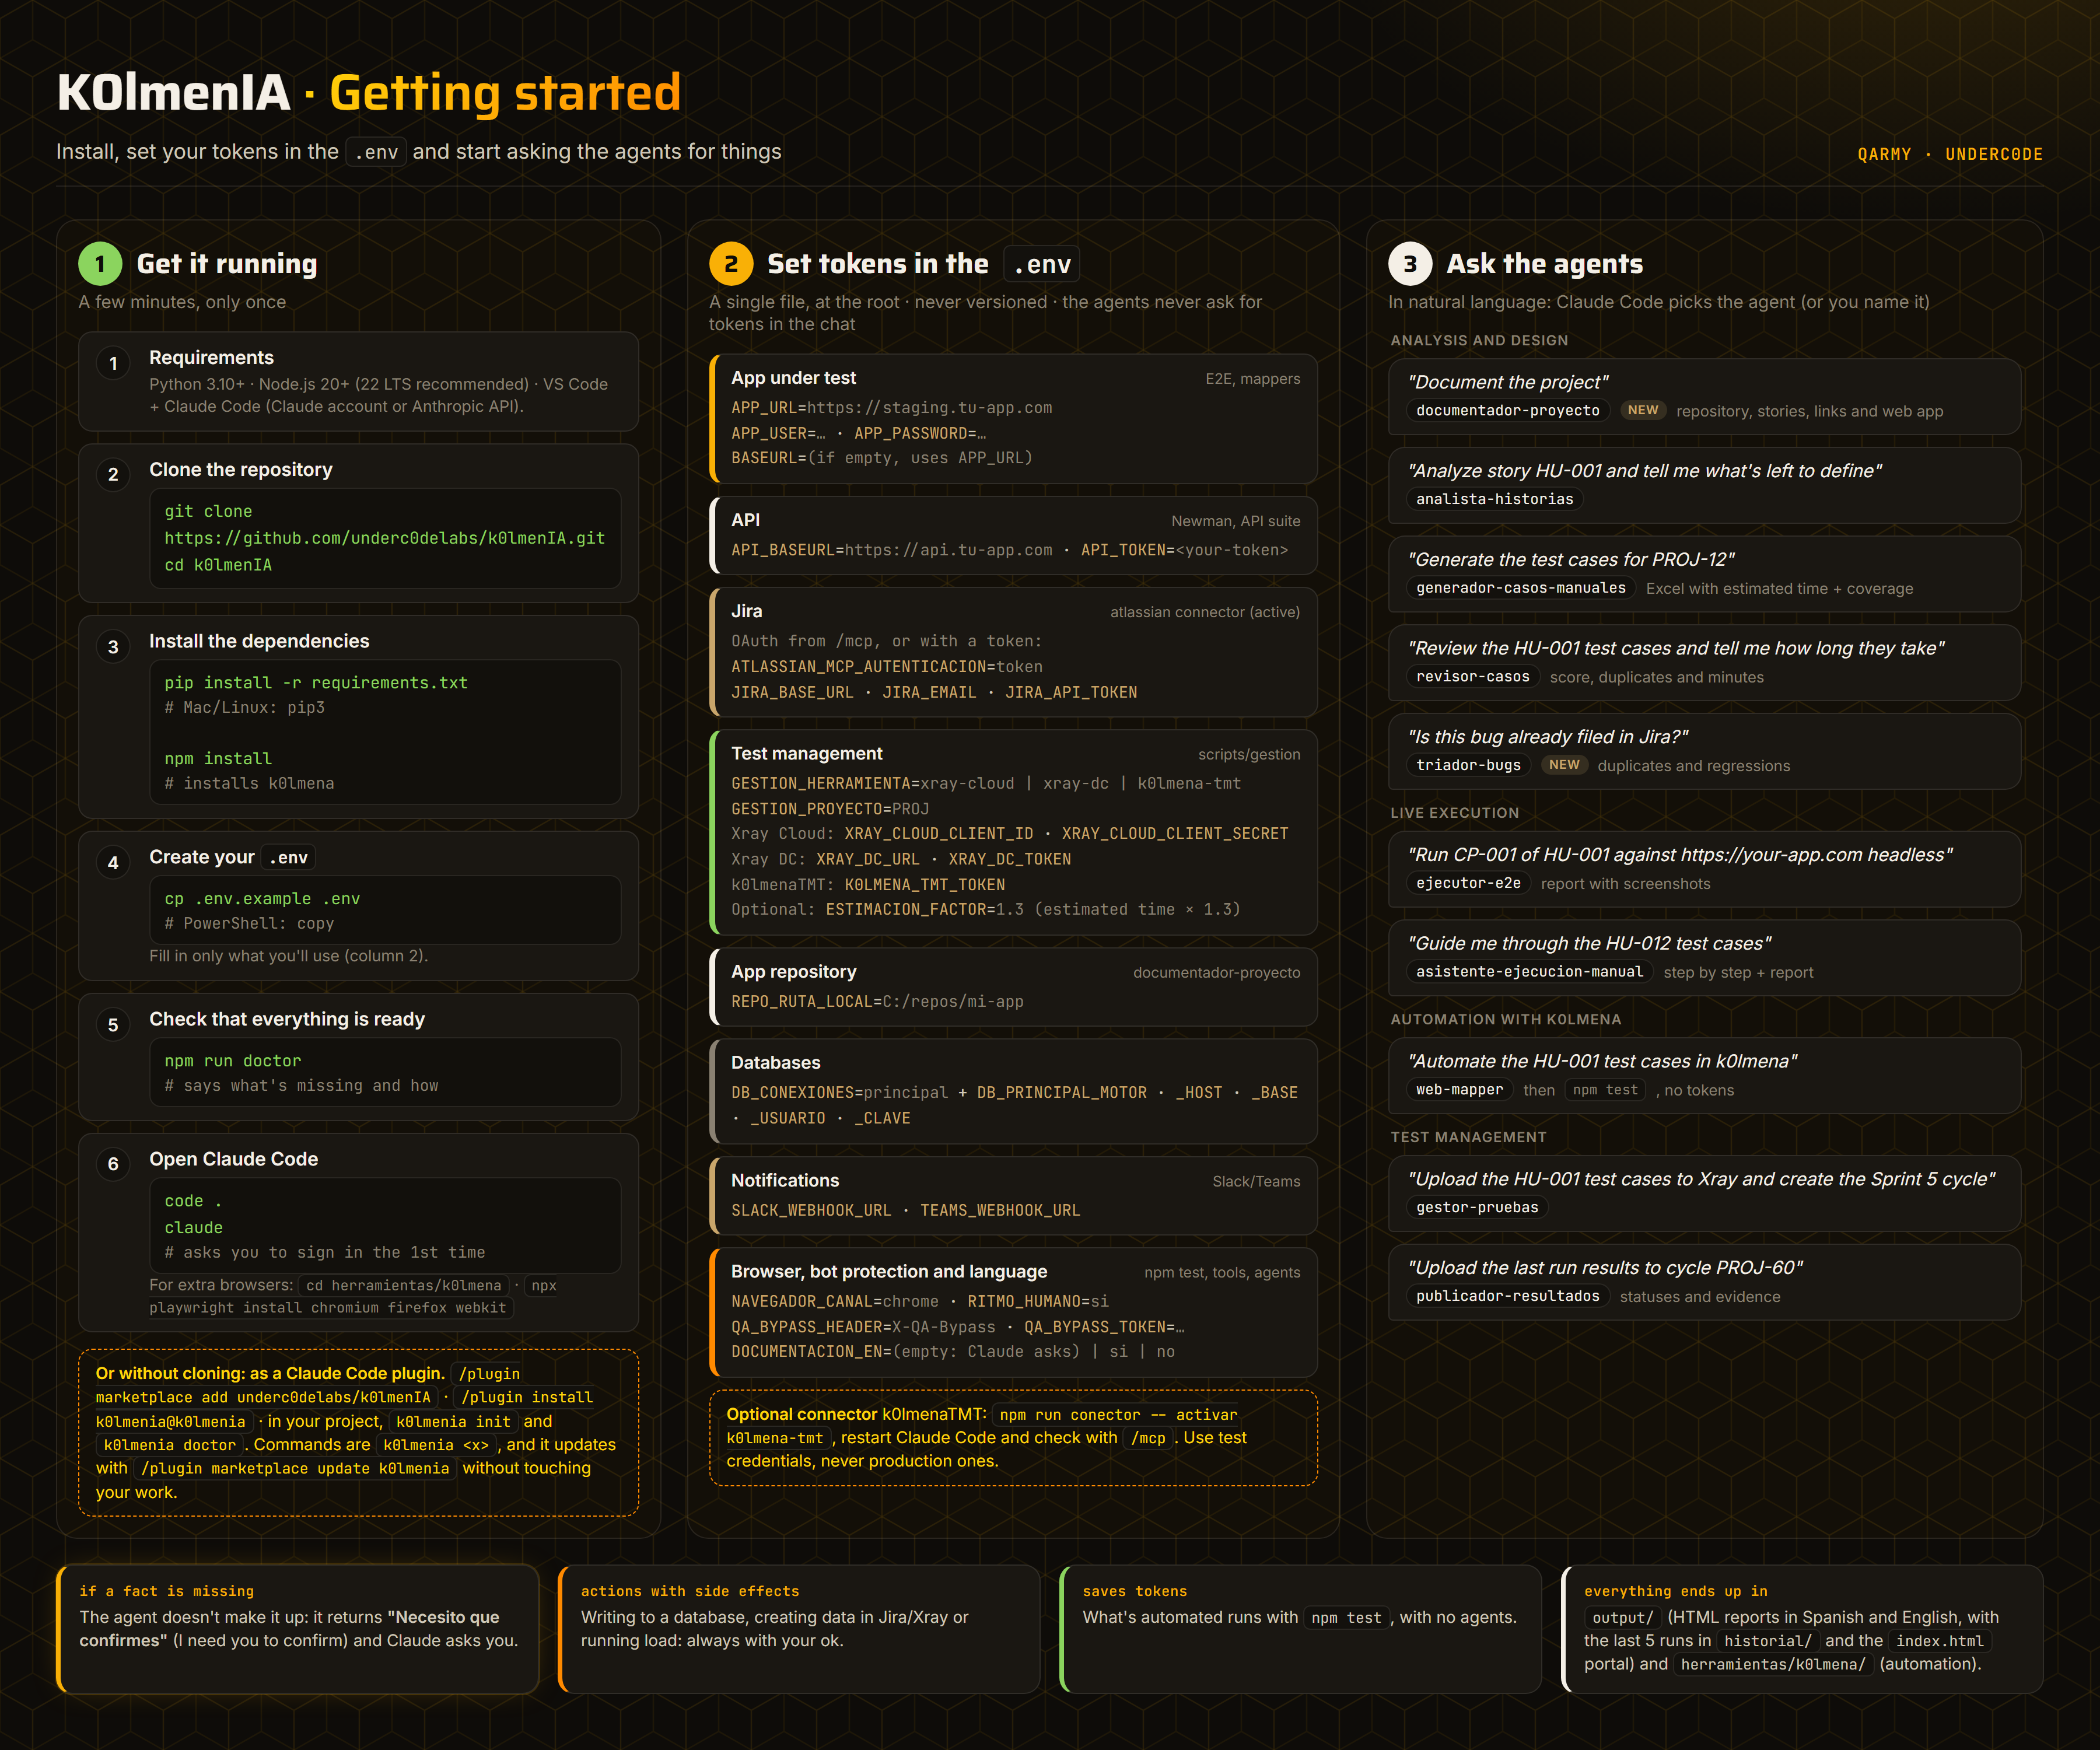 K0lmenIA · Getting started
Install, set your tokens in the .env and start asking the agents for things
QARMY · UNDERC0DE
1 Get it running
A few minutes, only once
1 Requirements
Python 3.10+ · Node.js 20+ (22 LTS recommended) · VS Code
+ Claude Code (Claude account or Anthropic API).
2 Clone the repository
git clone
https://github.com/underc0delabs/k0lmenIA.git
cd k0lmenIA
3 Install the dependencies
pip install -r requirements.txt
# Mac/Linux: pip3
npm install
# installs k0lmena
4 Create your .env
cp .env.example .env
# PowerShell: copy
Fill in only what you'll use (column 2).
5 Check that everything is ready
npm run doctor
# says what's missing and how
6 Open Claude Code
code .
claude
# asks you to sign in the 1st time
For extra browsers: cd herramientas/k0lmena · npx
playwright install chromium firefox webkit
Or without cloning: as a Claude Code plugin. /plugin
marketplace add underc0delabs/k0lmenIA · /plugin install
k0lmenia@k0lmenia · in your project, k0lmenia init and
k0lmenia doctor. Commands are k0lmenia <x>, and it updates
with /plugin marketplace update k0lmenia without touching
your work.
2 Set tokens in the .env
A single file, at the root · never versioned · the agents never ask for
tokens in the chat
App under test E2E, mappers
APP_URL=https://staging.tu-app.com
APP_USER=… · APP_PASSWORD=…
BASEURL=(if empty, uses APP_URL)
API Newman, API suite
API_BASEURL=https://api.tu-app.com · API_TOKEN=<your-token>
Jira atlassian connector (active)
OAuth from /mcp, or with a token:
ATLASSIAN_MCP_AUTENTICACION=token
JIRA_BASE_URL · JIRA_EMAIL · JIRA_API_TOKEN
Test management scripts/gestion
GESTION_HERRAMIENTA=xray-cloud | xray-dc | k0lmena-tmt
GESTION_PROYECTO=PROJ
Xray Cloud: XRAY_CLOUD_CLIENT_ID · XRAY_CLOUD_CLIENT_SECRET
Xray DC: XRAY_DC_URL · XRAY_DC_TOKEN
k0lmenaTMT: K0LMENA_TMT_TOKEN
Optional: ESTIMACION_FACTOR=1.3 (estimated time × 1.3)
App repository documentador-proyecto
REPO_RUTA_LOCAL=C:/repos/mi-app
Databases
DB_CONEXIONES=principal + DB_PRINCIPAL_MOTOR · _HOST · _BASE
· _USUARIO · _CLAVE
Notifications Slack/Teams
SLACK_WEBHOOK_URL · TEAMS_WEBHOOK_URL
Browser, bot protection and language npm test, tools, agents
NAVEGADOR_CANAL=chrome · RITMO_HUMANO=si
QA_BYPASS_HEADER=X-QA-Bypass · QA_BYPASS_TOKEN=…
DOCUMENTACION_EN=(empty: Claude asks) | si | no
Optional connector k0lmenaTMT: npm run conector -- activar
k0lmena-tmt, restart Claude Code and check with /mcp. Use test
credentials, never production ones.
3 Ask the agents
In natural language: Claude Code picks the agent (or you name it)
ANALYSIS AND DESIGN
"Document the project"
documentador-proyecto NEW repository, stories, links and web app
"Analyze story HU-001 and tell me what's left to define"
analista-historias
"Generate the test cases for PROJ-12"
generador-casos-manuales Excel with estimated time + coverage
"Review the HU-001 test cases and tell me how long they take"
revisor-casos score, duplicates and minutes
"Is this bug already filed in Jira?"
triador-bugs NEW duplicates and regressions
LIVE EXECUTION
"Run CP-001 of HU-001 against https://your-app.com headless"
ejecutor-e2e report with screenshots
"Guide me through the HU-012 test cases"
asistente-ejecucion-manual step by step + report
AUTOMATION WITH K0LMENA
"Automate the HU-001 test cases in k0lmena"
web-mapper then npm test , no tokens
TEST MANAGEMENT
"Upload the HU-001 test cases to Xray and create the Sprint 5 cycle"
gestor-pruebas
"Upload the last run results to cycle PROJ-60"
publicador-resultados statuses and evidence
if a fact is missing
The agent doesn't make it up: it returns "Necesito que
confirmes" (I need you to confirm) and Claude asks you.
actions with side effects
Writing to a database, creating data in Jira/Xray or
running load: always with your ok.
saves tokens
What's automated runs with npm test, with no agents.
everything ends up in
output/ (HTML reports in Spanish and English, with
the last 5 runs in historial/ and the index.html
portal) and herramientas/k0lmena/ (automation).